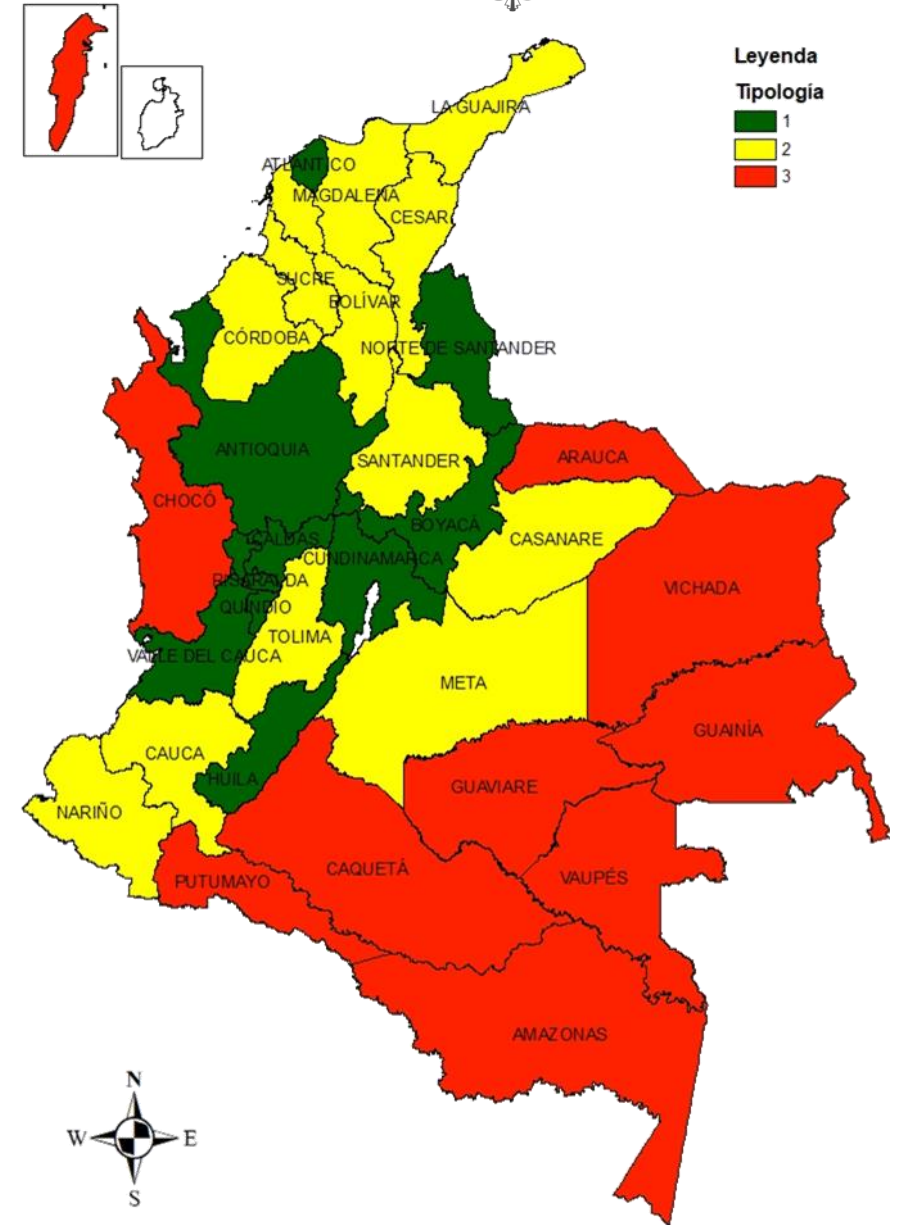 Leyenda
Tipología
1
2
3
LA GUAJIRA
ATLÁNTICO
MAGDALENA
CESAR
SUCRE
BOLÍVAR
CÓRDOBA
NORTE DE SANTANDER
ANTIOQUIA
SANTANDER
ARAUCA
CHOCÓ
BOYACÁ
CALDAS
CASANARE
CUNDINAMARCA
RISARALDA
VICHADA
QUINDIO
TOLIMA
VALLE DEL CAUCA
META
GUAINÌA
CAUCA
HUILA
GUAVIARE
NARIÑO
CAQUETÁ
VAUPÉS
PUTUMAYO
AMAZONAS
N
W
E
S